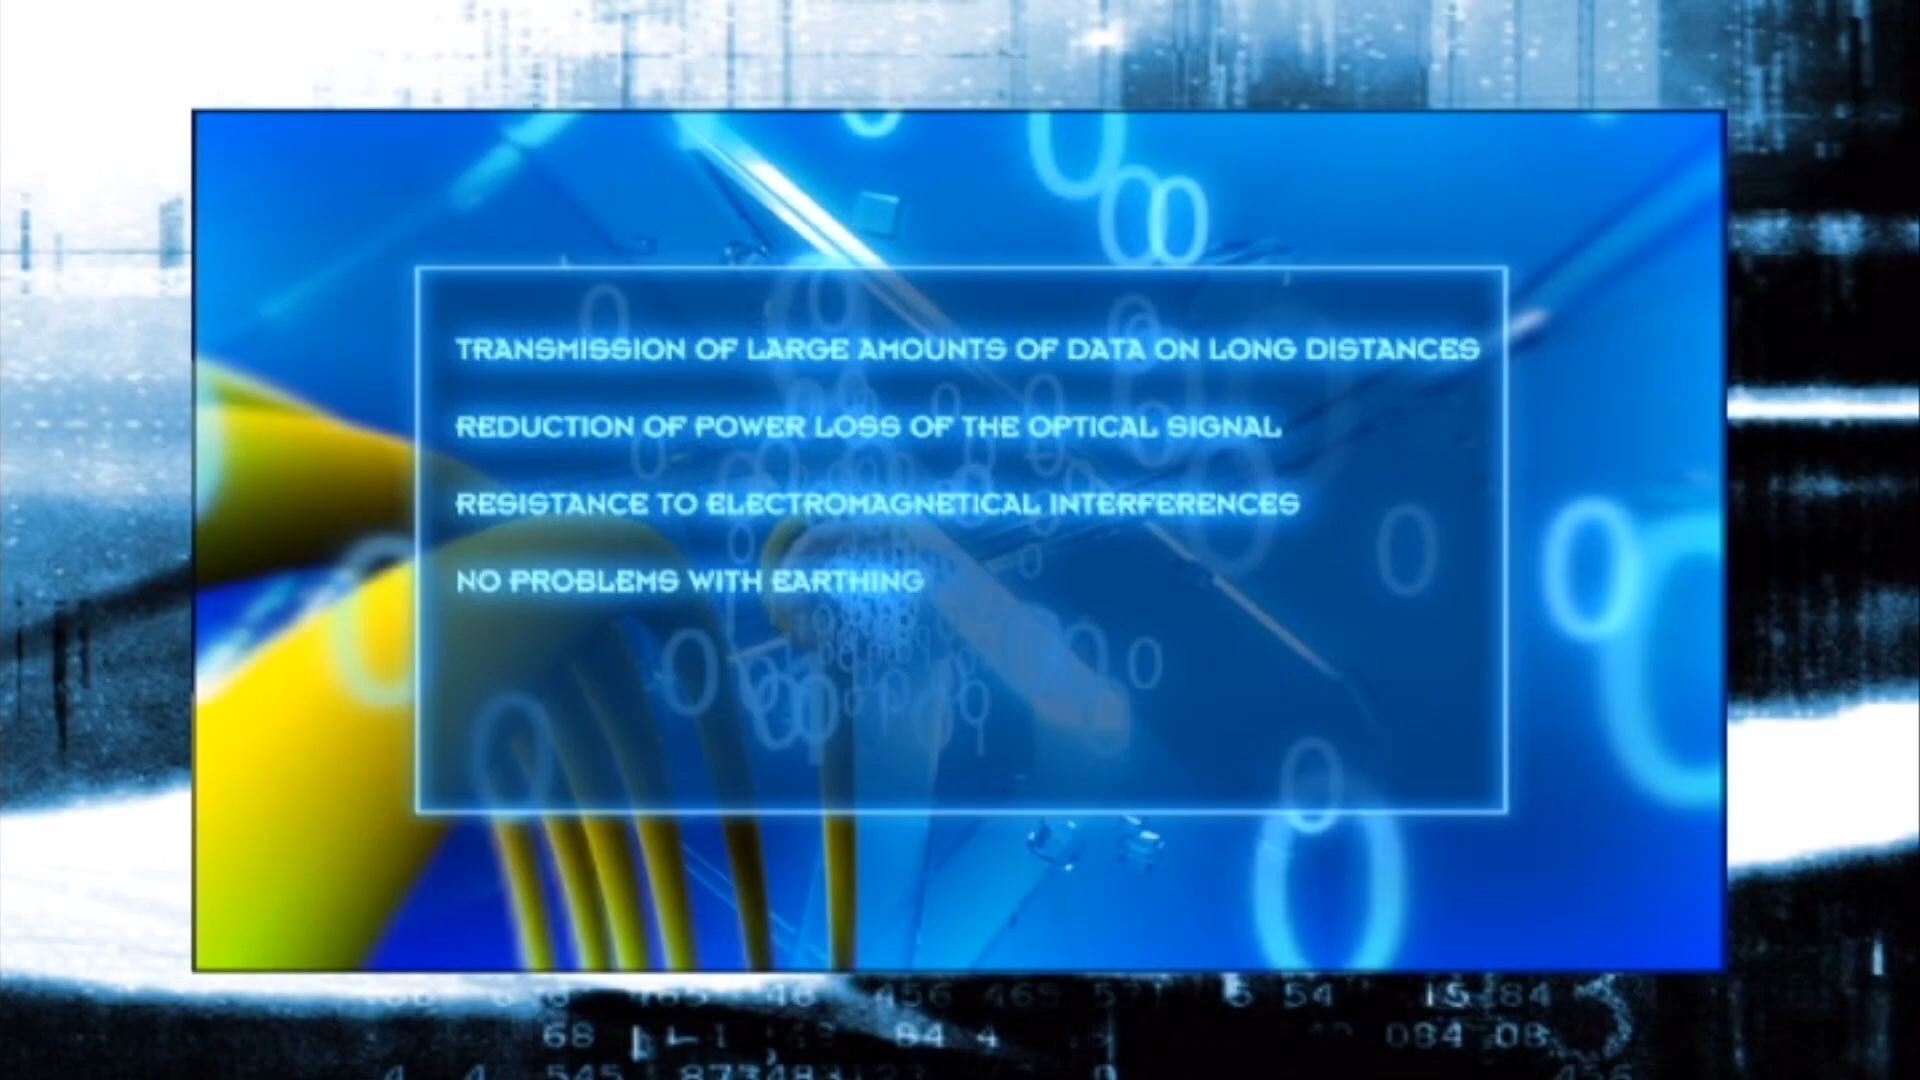 TRANSMISSION OF LARGE AMOUNTS OF DATA ON LONG DISTANCES
REDUCTION OF POWER LOSS OF THE OPTICAL SIGNAL
RESISTANCE TO ELECTROMAGNETICAL INTERFERENCES
NO PROBLEMS WITH EARTHING